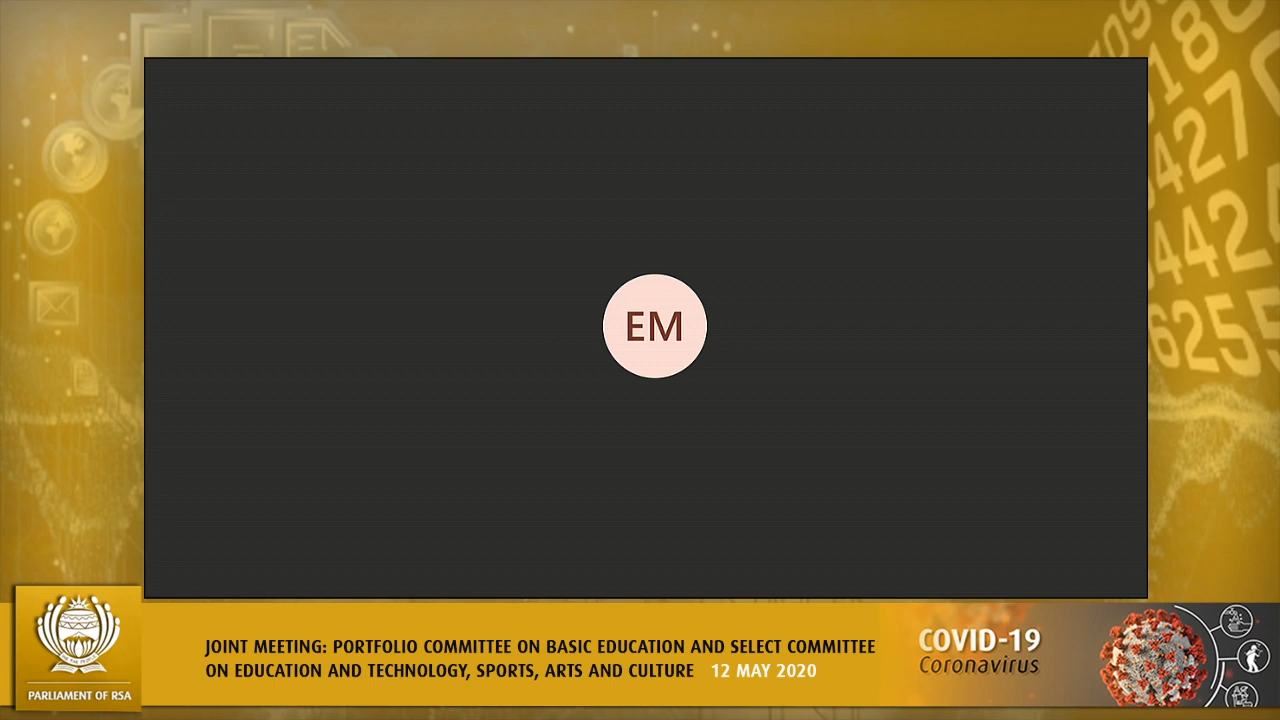 EM
JOINT MEETING: PORTFOLIO COMMITTEE ON BASIC EDUCATION AND SELECT COMMITTEE
ON EDUCATION AND TECHNOLOGY, SPORTS, ARTS AND CULTURE 12 MAY 2020
PARLIAMENT OF RSA
COVID-19
Coronavirus